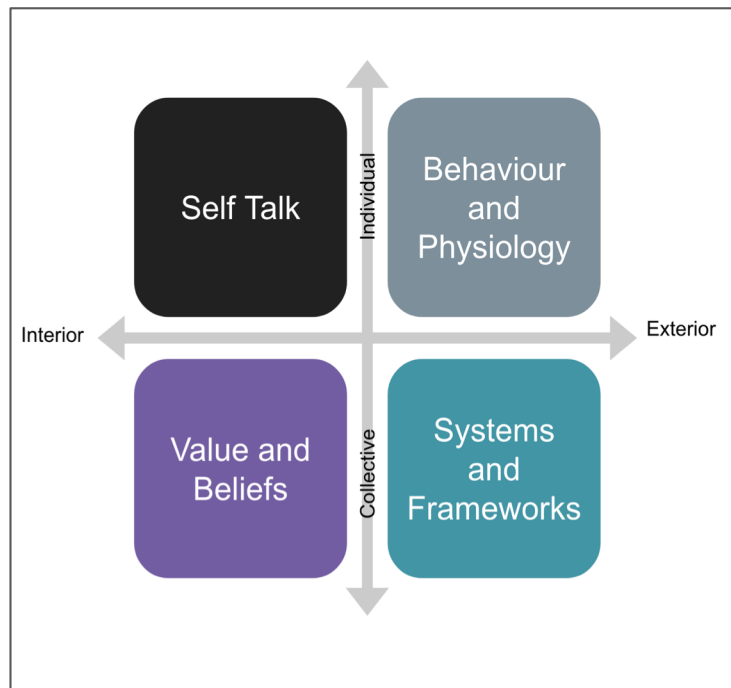 Individual
Self Talk
Behaviour
and
Physiology
Interior
Exterior
Value and
Beliefs
Collective
Systems
and
Frameworks